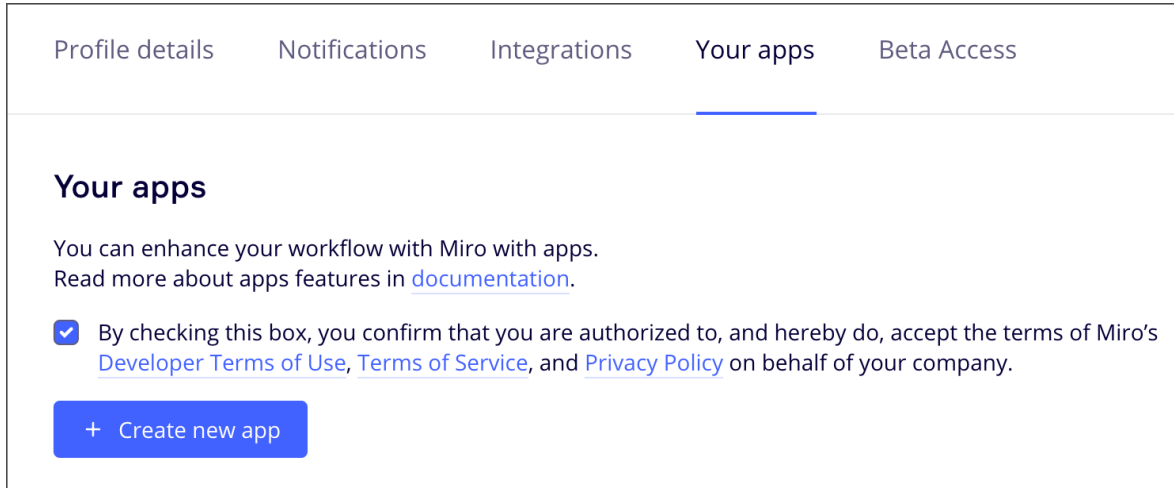 Profile details Notifications Integrations Your apps Beta Access
Your apps
You can enhance your workflow with Miro with apps.
Read more about apps features in documentation.
By checking this box, you confirm that you are authorized to, and hereby do, accept the terms of Miro’s
Developer Terms of Use, Terms of Service, and Privacy Policy on behalf of your company.
+ Create new app